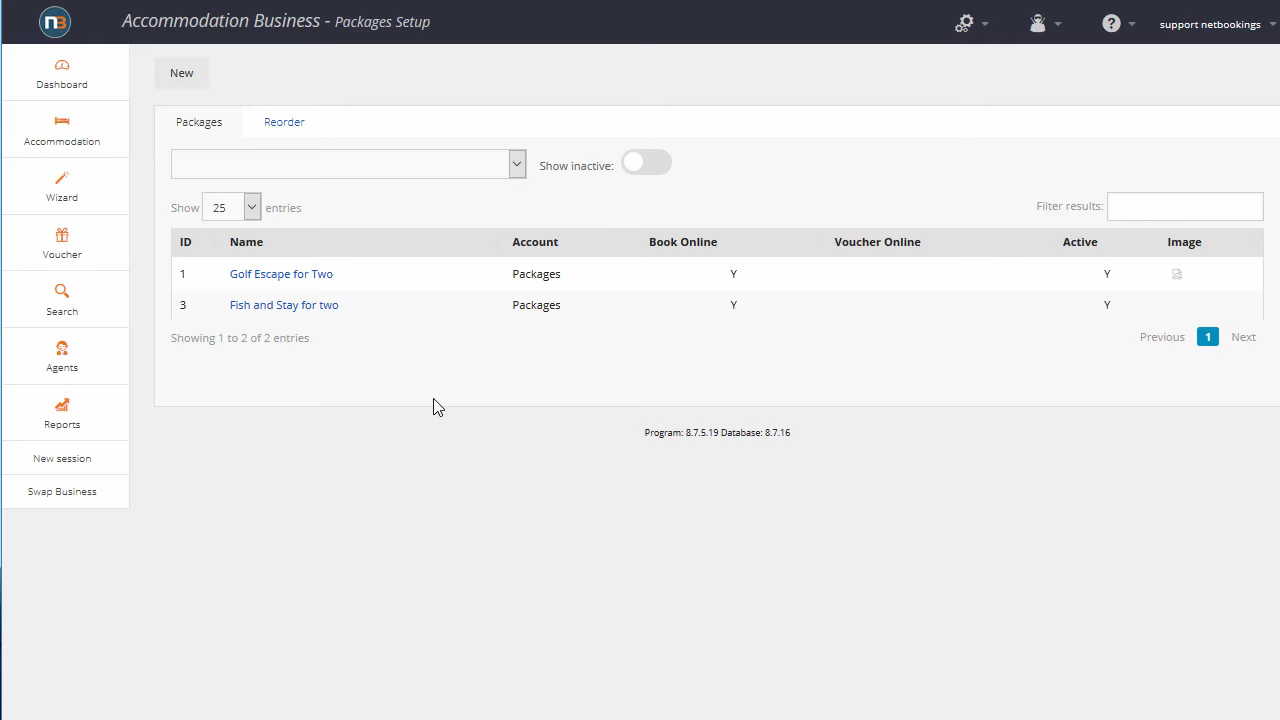 n3
Accommodation Business - Packages Setup
support netbookings
Dashboard
Accommodation
Wizard
Voucher
Search
Agents
Reports
New session
Swap Business
New
Packages Reorder
Show inactive:
Show 25 entries
Filter results:
ID Name Account Book Online Voucher Online Active Image
1 Golf Escape for Two Packages Y Y
3 Fish and Stay for two Packages Y Y
Showing 1 to 2 of 2 entries
Previous 1 Next
Program: 8.7.5.19 Database: 8.7.16